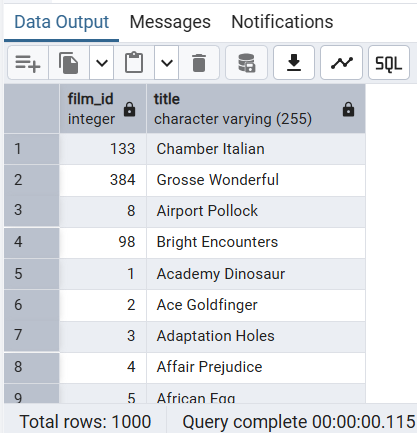 Data Output Messages Notifications
SQL
film_id title
integer character varying (255)
1 133 Chamber Italian
2 384 Grosse Wonderful
3 8 Airport Pollock
4 98 Bright Encounters
5 1 Academy Dinosaur
6 2 Ace Goldfinger
7 3 Adaptation Holes
8 4 Affair Prejudice
9 5 African Egg
Total rows: 1000 Query complete 00:00:00.115